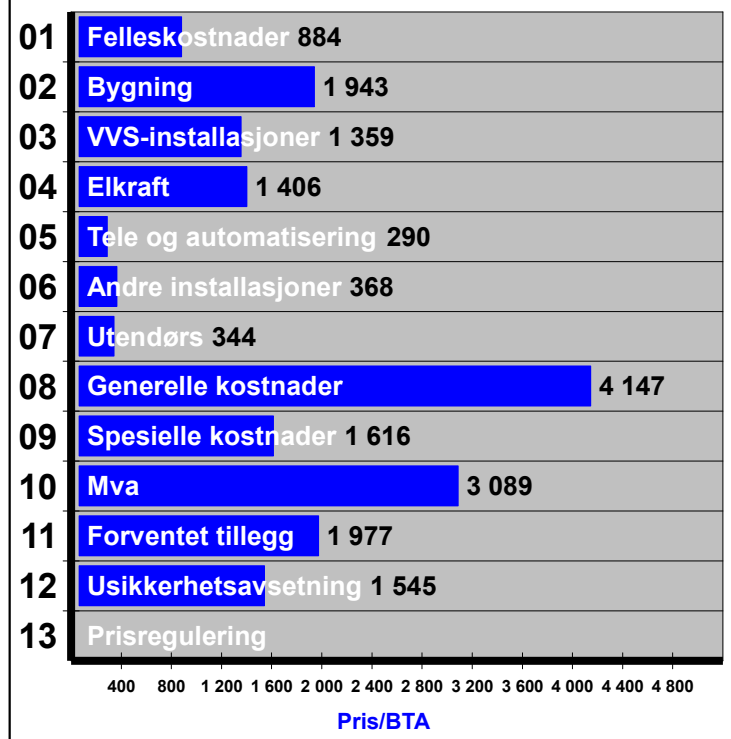 01 Felleskostnader 884
02 Bygning 1 943
03 VVS-installasjoner 1 359
04 Elkraft 1 406
05 Tele og automatisering 290
06 Andre installasjoner 368
07 Utendørs 344
08 Generelle kostnader 4 147
09 Spesielle kostnader 1 616
10 Mva 3 089
11 Forventet tillegg 1 977
12 Usikkerhetsavsetning 1 545
13 Prisregulering
400 800 1 200 1 600 2 000 2 400 2 800 3 200 3 600 4 000 4 400 4 800
Pris/BTA